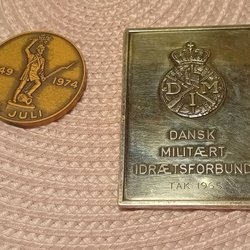 49 1974
JULI
D M
I
DANSK
MILITÆRT
IDRÆTSFORBUND
TAK 1965